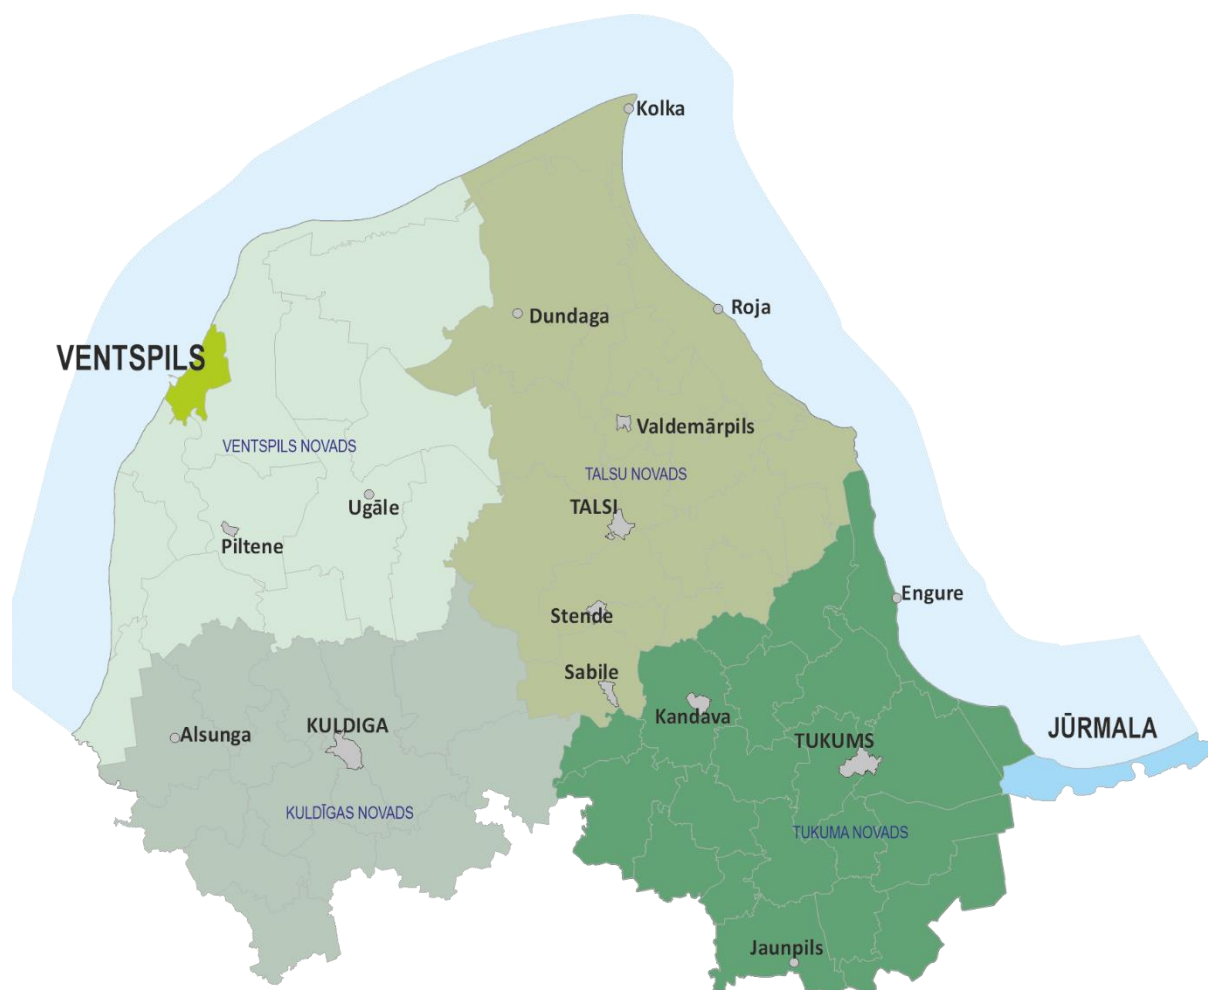 Kolka
Roja
Dundaga
VENTSPILS
Valdemārpils
VENTSPILS NOVADS
TALSU NOVADS
Ugāle
TALSI
Piltene
Engure
Stende
Sabile
Kandava
KULDIGA
Alsunga
JŪRMALA
TUKUMS
KULDĪGAS NOVADS
TUKUMA NOVADS
Jaunpils